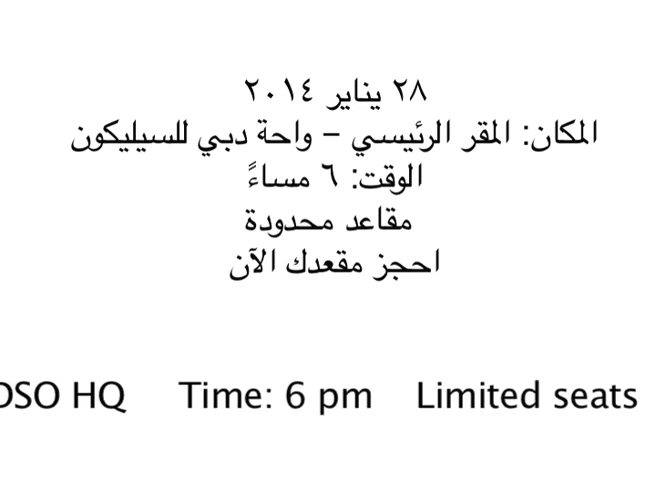 ٢٨ يناير ٢٠١٤
المكان: المقر الرئيسي – واحة دبي للسيليكون
الوقت: ٦ مساءً
مقاعد محدودة
احجز مقعدك الآن
DSO HQ Time: 6 pm Limited seats